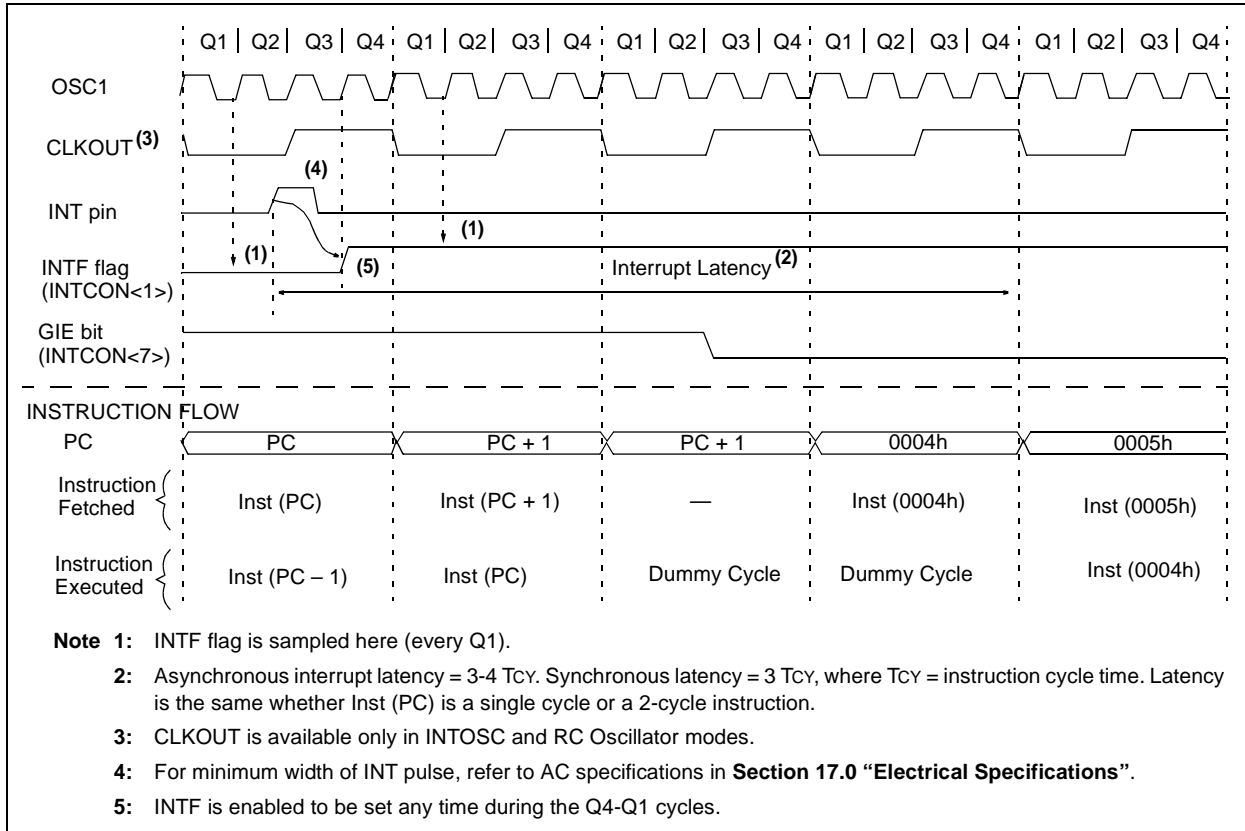 Q1 Q2 Q3 Q4 Q1 Q2 Q3 Q4 Q1 Q2 Q3 Q4 Q1 Q2 Q3 Q4 Q1 Q2 Q3 Q4
OSC1
CLKOUT (3)
(4)
INT pin
(1)
(1)
INTF flag
(INTCON<1>)
(5)
Interrupt Latency (2)
GIE bit
(INTCON<7>)
INSTRUCTION FLOW
PC PC PC + 1 PC + 1 0004h 0005h
Instruction
Fetched
Inst (PC) Inst (PC + 1) — Inst (0004h) Inst (0005h)
Instruction
Executed
Inst (PC – 1) Inst (PC) Dummy Cycle Dummy Cycle Inst (0004h)
Note 1: INTF flag is sampled here (every Q1).
2: Asynchronous interrupt latency = 3-4 TCY. Synchronous latency = 3 TCY, where TCY = instruction cycle time. Latency
is the same whether Inst (PC) is a single cycle or a 2-cycle instruction.
3: CLKOUT is available only in INTOSC and RC Oscillator modes.
4: For minimum width of INT pulse, refer to AC specifications in Section 17.0 “Electrical Specifications”.
5: INTF is enabled to be set any time during the Q4-Q1 cycles.